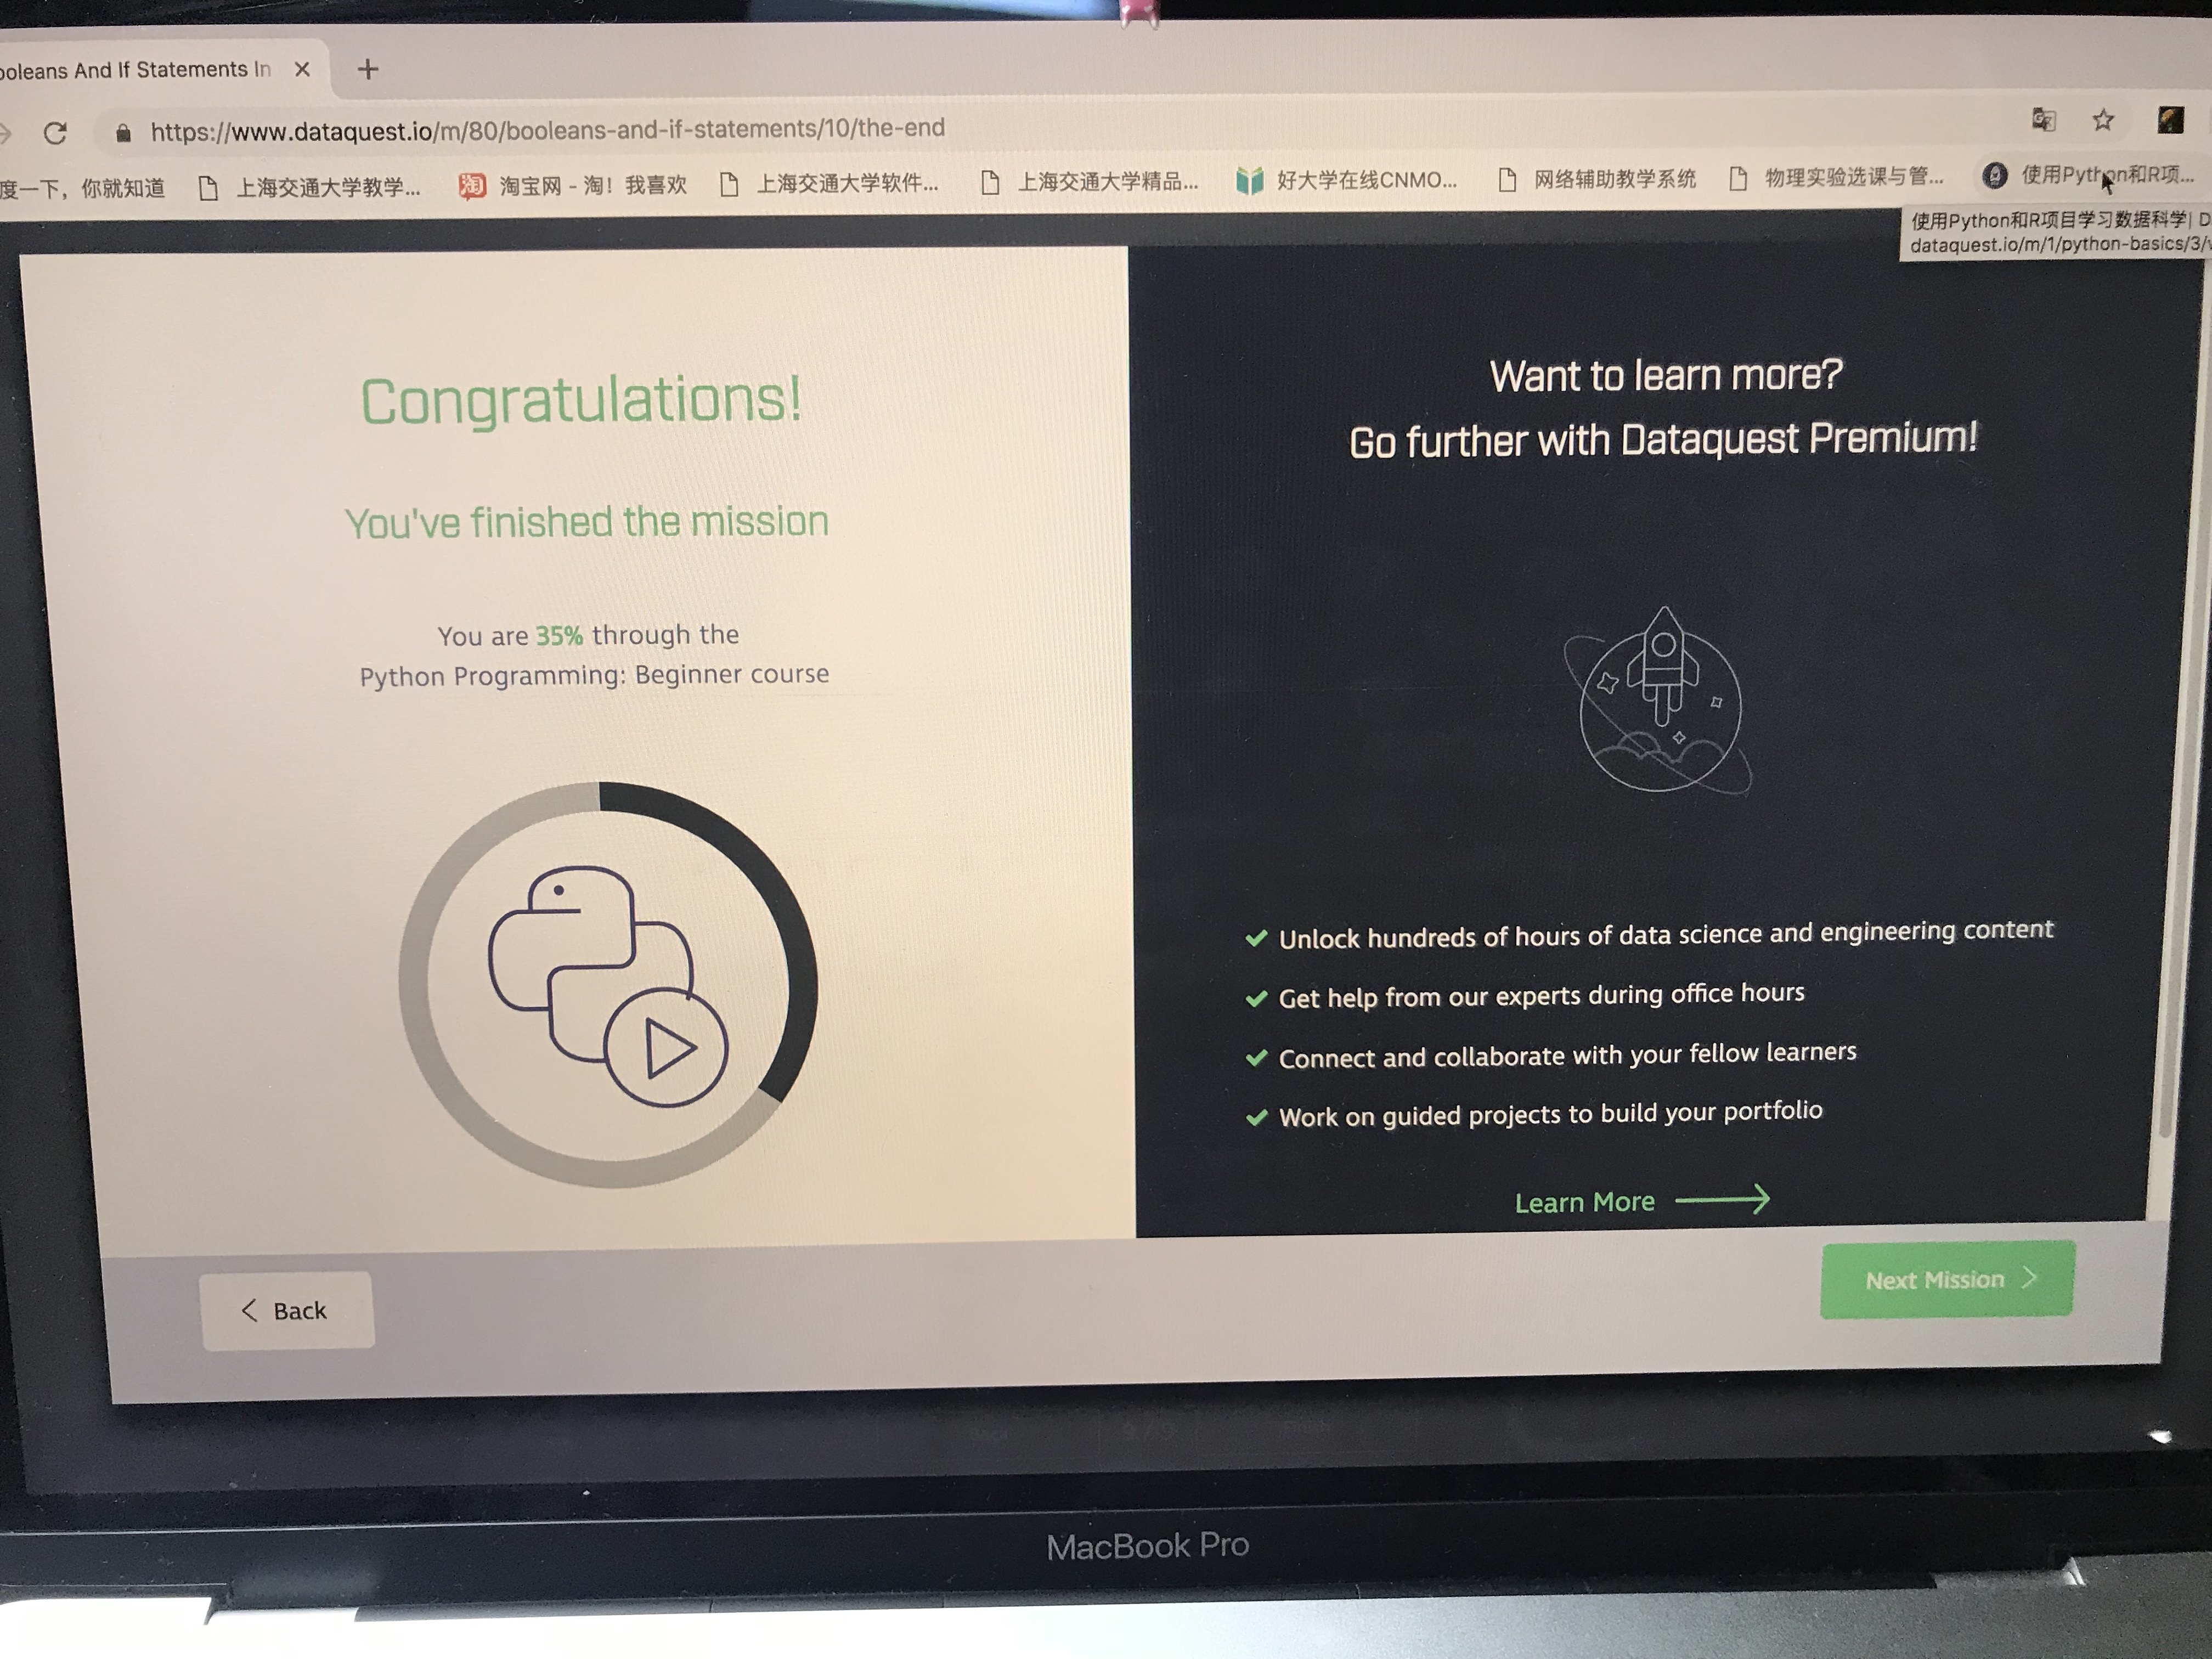 ooleans And If Statements In
https://www.dataquest.io/m/80/booleans-and-if-statements/10/the-end
度一下，你就知道
上海交通大学教学...
淘
淘宝网 - 淘！我喜欢
上海交通大学软件...
上海交通大学精品...
好大学在线CNMO...
网络辅助教学系统
物理实验选课与管...
使用Python和R项...
使用Python和R项目学习数据科学| D
dataquest.io/m/1/python-basics/3/
Congratulations!
You've finished the mission
You are 35% through the
Python Programming: Beginner course
Want to learn more?
Go further with Dataquest Premium!
Unlock hundreds of hours of data science and engineering content
Get help from our experts during office hours
Connect and collaborate with your fellow learners
Work on guided projects to build your portfolio
Learn More
Back
Next Mission
MacBook Pro